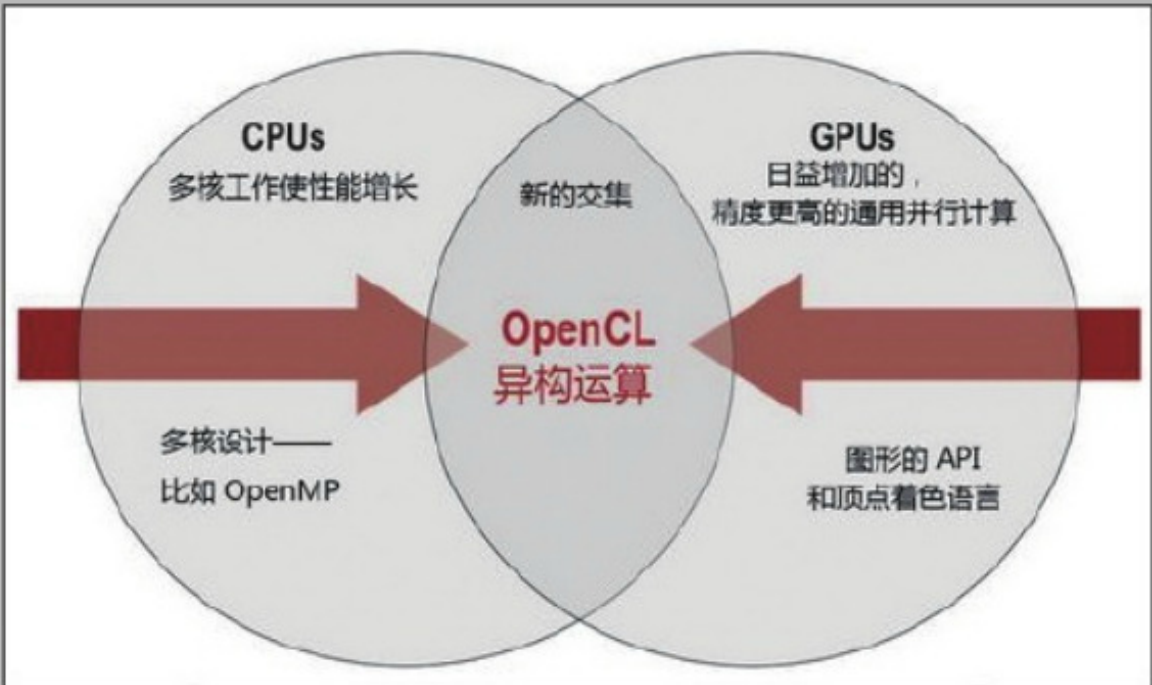 CPUs
多核工作使性能增长
新的交集
GPUs
日益增加的，
精度更高的通用并行计算
OpenCL
异构运算
多核设计——
比如 OpenMP
图形的 API
和顶点着色语言